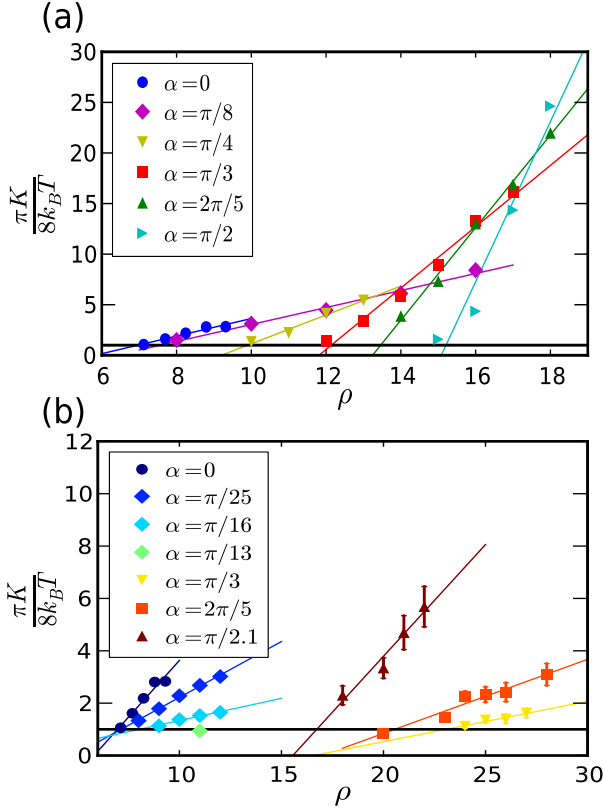 (a)
30
25
20
15
10
5
0
πK
8k_BT
α=0
α=π/8
α=π/4
α=π/3
α=2π/5
α=π/2
6 8 10 12 14 16 18
ρ
(b)
12
10
8
6
4
2
0
πK
8k_BT
α=0
α=π/25
α=π/16
α=π/13
α=π/3
α=2π/5
α=π/2.1
10 15 20 25 30
ρ